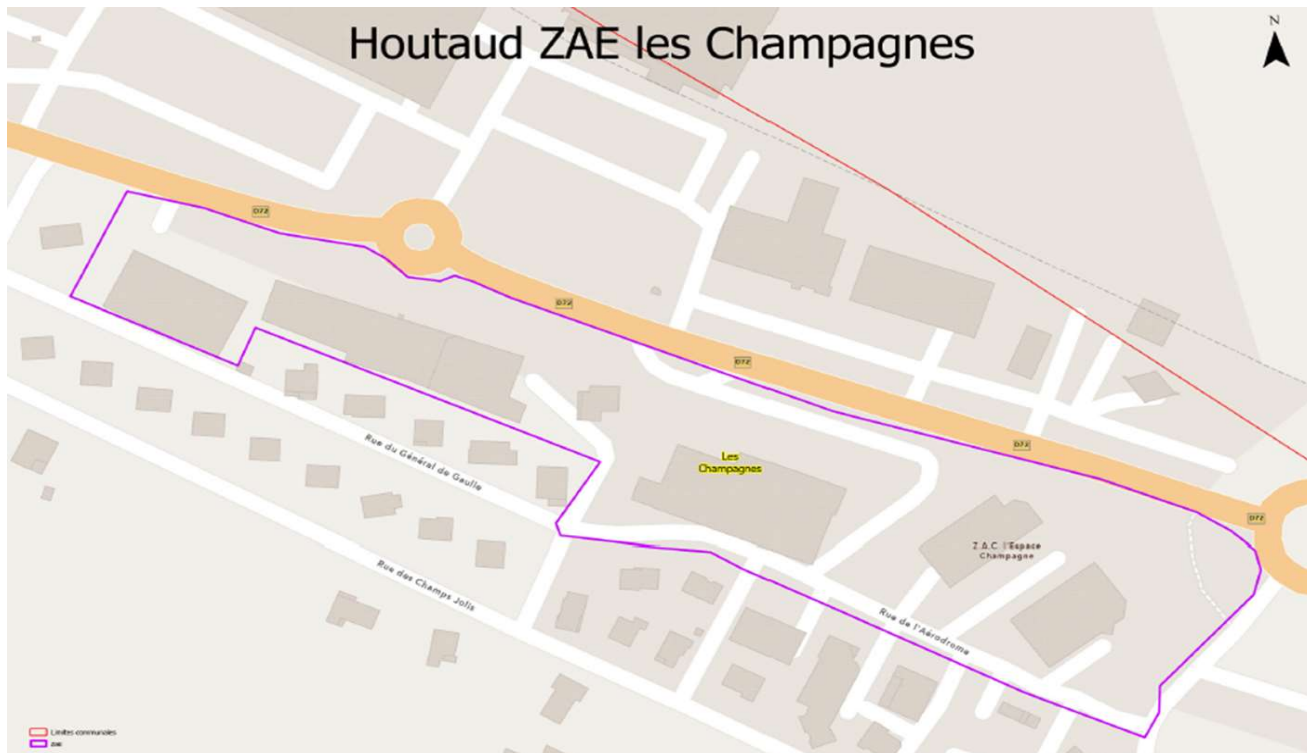 Houtaud ZAE les Champagnes
N
D72
D72
D72
D72
D72
Les
Champagnes
Z.A.C. l'Espace
Champagne
Rue du Général de Gaulle
Rue des Champs Jolis
Rue de l'Aérodrome
Limites communales
ZAE